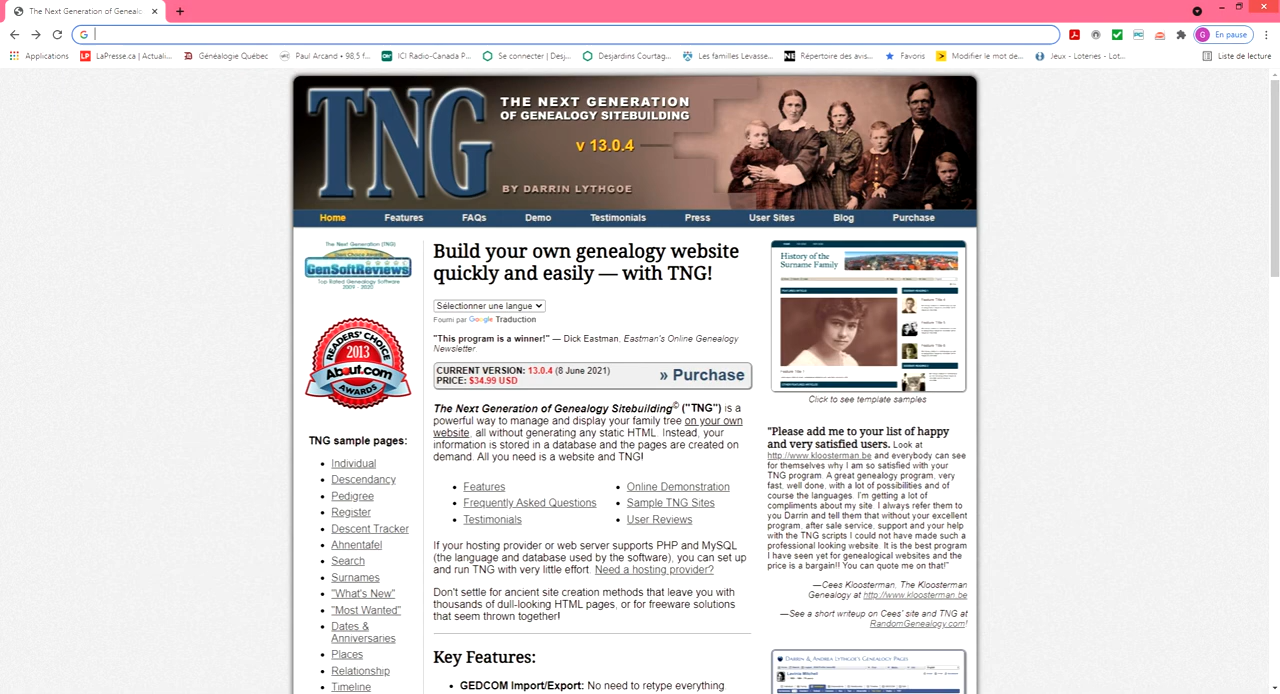 The Next Generation of Genealo
En pause
Applications
LaPresse.ca | Actuali...
Généalogie Québec
Paul Arcand • 98,5 f...
ICI Radio-Canada P...
Se connecter | Desj...
Desjardins Courtag...
Les familles Levasse...
Répertoire des avis...
Favoris
Modifier le mot de...
Jeux - Loteries - Lot...
Liste de lecture
TNG
THE NEXT GENERATION
OF GENEALOGY SITEBUILDING
v 13.0.4
BY DARRIN LYTHGOE
Home Features FAQs Demo Testimonials Press User Sites Blog Purchase
The Next Generation (TNG)
GenSoftReviews
Top Rated Genealogy Software
2009 - 2020
READERS' CHOICE
2013
About.com
AWARDS
TNG sample pages:
• Individual
• Descendancy
• Pedigree
• Register
• Descent Tracker
• Ahnentafel
• Search
• Surnames
• "What's New"
• "Most Wanted"
• Dates &
Anniversaries
• Places
• Relationship
• Timeline
Build your own genealogy website
quickly and easily — with TNG!
Sélectionner une langue
Fourni par Google Traduction
"This program is a winner!" — Dick Eastman, Eastman's Online Genealogy
Newsletter
CURRENT VERSION: 13.0.4 (8 June 2021)
PRICE: $34.99 USD
» Purchase
The Next Generation of Genealogy Sitebuilding© ("TNG") is a
powerful way to manage and display your family tree on your own
website, all without generating any static HTML. Instead, your
information is stored in a database and the pages are created on
demand. All you need is a website and TNG!
• Features
• Frequently Asked Questions
• Testimonials
• Online Demonstration
• Sample TNG Sites
• User Reviews
If your hosting provider or web server supports PHP and MySQL
(the language and database used by the software), you can set up
and run TNG with very little effort. Need a hosting provider?
Don't settle for ancient site creation methods that leave you with
thousands of dull-looking HTML pages, or for freeware solutions
that seem thrown together!
Key Features:
• GEDCOM Import/Export: No need to retype everything
History of the
Surname Family
Click to see template samples
"Please add me to your list of happy
and very satisfied users. Look at
http://www.kloosterman.be and everybody can see
for themselves why I am so satisfied with your
TNG program. A great genealogy program, very
fast, well done, with a lot of possibilities and of
course the languages. I'm getting a lot of
compliments about my site. I always refer them to
you Darrin and tell them that without your excellent
program, after sale service, support and your help
with the TNG scripts I could not have made such a
professional looking website. It is the best program
I have seen yet for genealogical websites and the
price is a bargain!! You can quote me on that!"
—Cees Kloosterman, The Kloosterman
Genealogy at http://www.kloosterman.be
—See a short writeup on Cees' site and TNG at
RandomGenealogy.com!
DARRIN & ANDREA LYTHGOE'S GENEALOGY PAGES